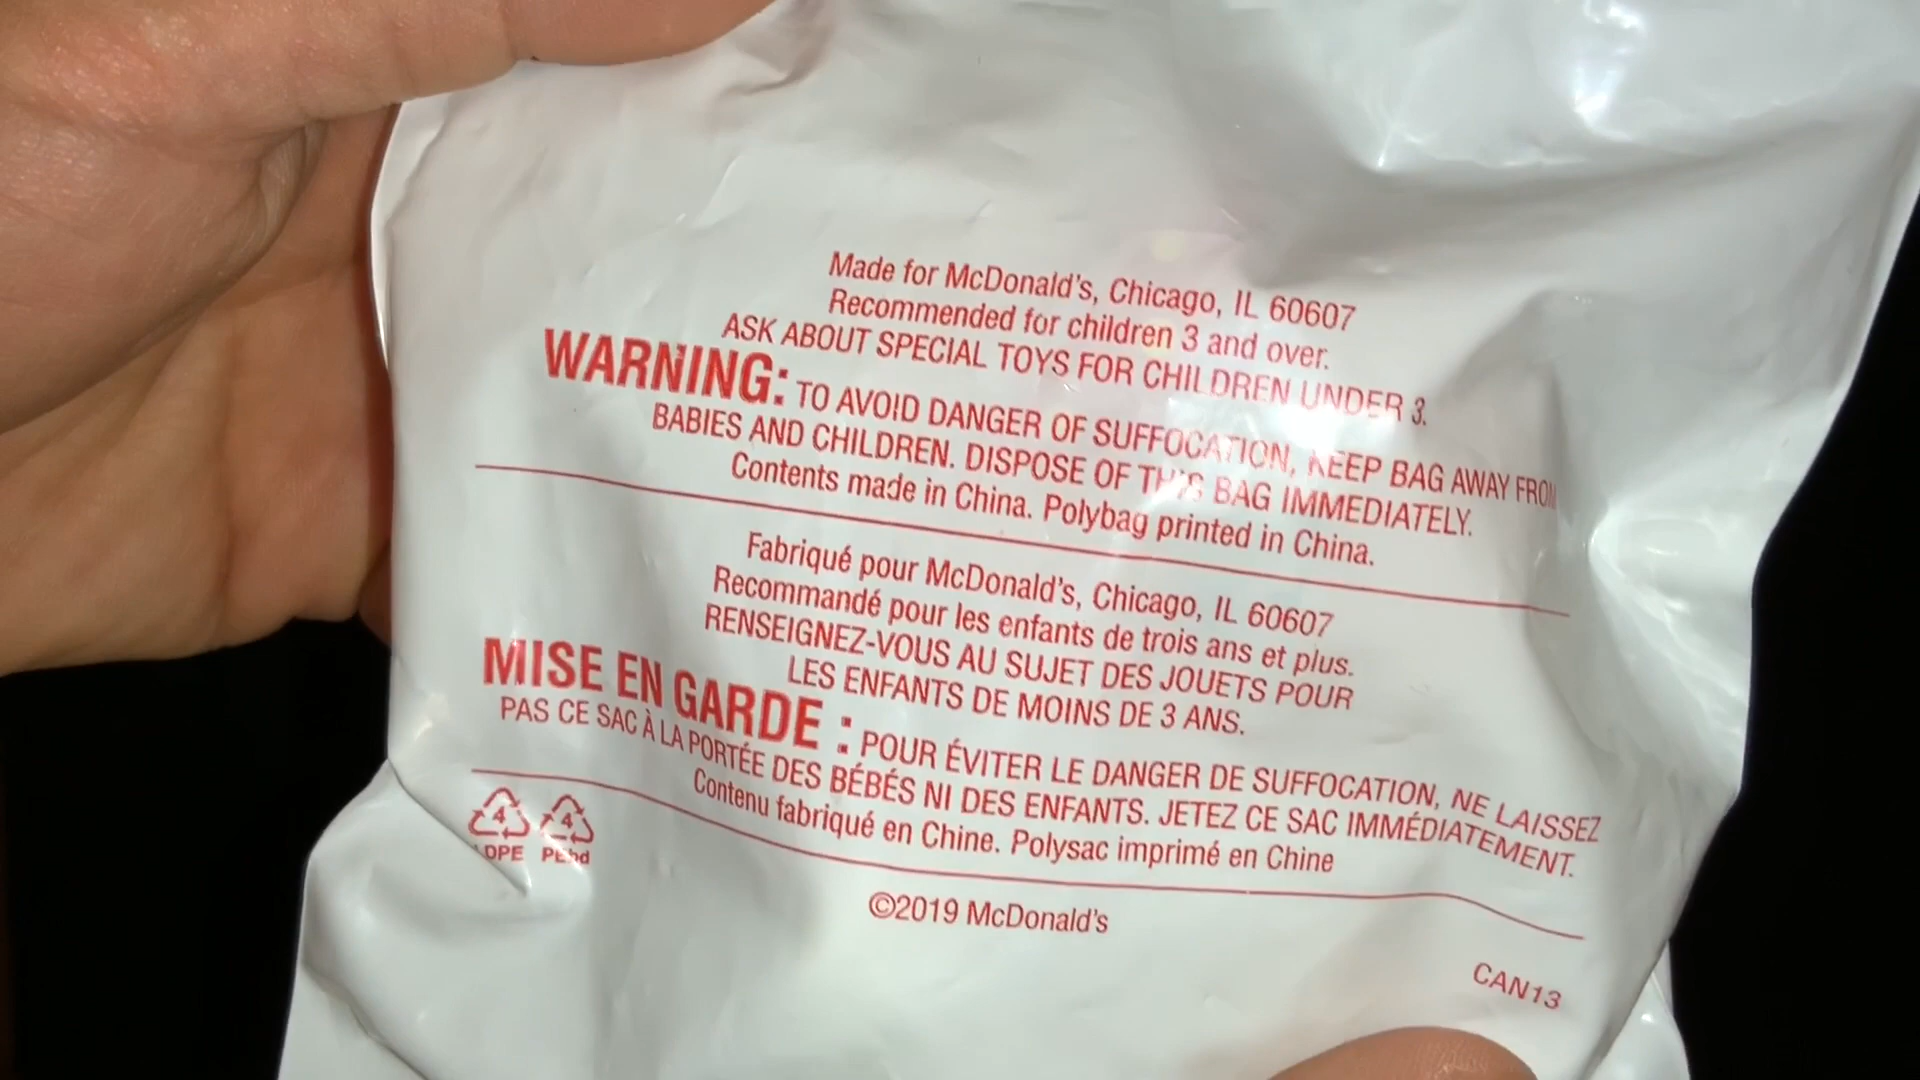 Made for McDonald's, Chicago, IL 60607
Recommended for children 3 and over.
ASK ABOUT SPECIAL TOYS FOR CHILDREN UNDER 3.
WARNING: TO AVOID DANGER OF SUFFOCATION, KEEP BAG AWAY FROM
BABIES AND CHILDREN. DISPOSE OF THIS BAG IMMEDIATELY.
Contents made in China. Polybag printed in China.
Fabriqué pour McDonald's, Chicago, IL 60607
Recommandé pour les enfants de trois ans et plus.
RENSEIGNEZ-VOUS AU SUJET DES JOUETS POUR
LES ENFANTS DE MOINS DE 3 ANS.
MISE EN GARDE : POUR ÉVITER LE DANGER DE SUFFOCATION, NE LAISSEZ
PAS CE SAC À LA PORTÉE DES BÉBÉS NI DES ENFANTS. JETEZ CE SAC IMMÉDIATEMENT.
Contenu fabriqué en Chine. Polysac imprimé en Chine
4 4
LDPE PEbd
©2019 McDonald's
CAN13